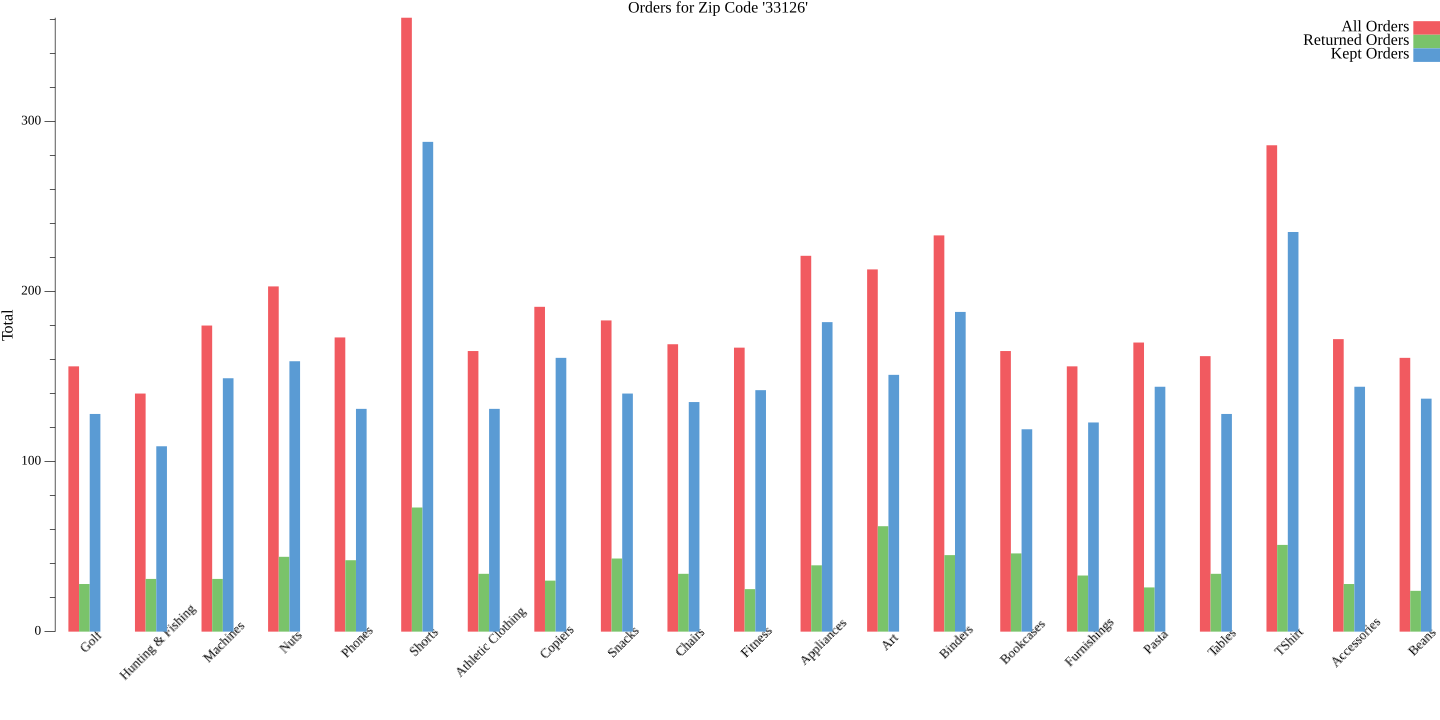 Orders for Zip Code '33126'
All Orders
Returned Orders
Kept Orders
Total
300
200
100
0
Golf
Hunting & Fishing
Machines
Nuts
Phones
Shorts
Athletic Clothing
Copiers
Snacks
Chairs
Fitness
Appliances
Art
Binders
Bookcases
Furnishings
Pasta
Tables
TShirt
Accessories
Beans